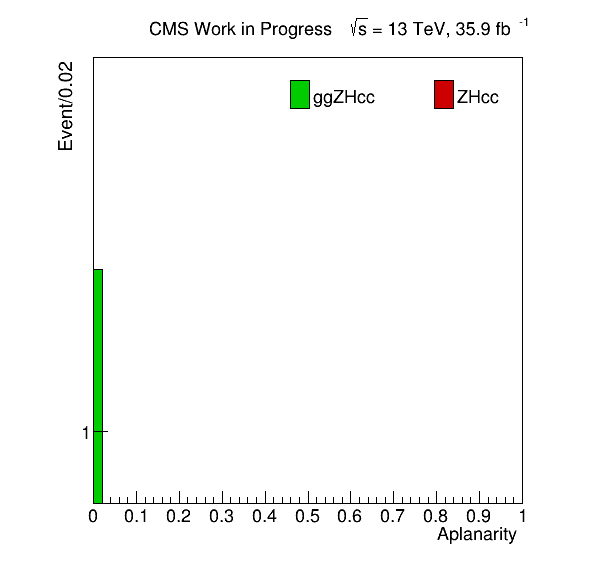 CMS Work in Progress √s = 13 TeV, 35.9 fb -1
Event/0.02
ggZHcc
ZHcc
1
0 0.1 0.2 0.3 0.4 0.5 0.6 0.7 0.8 0.9 1
Aplanarity